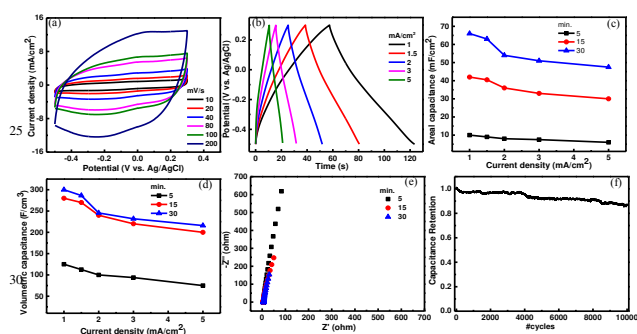 (a)
Current density (mA/cm²)
16
8
0
-8
-16
-0.4 -0.2 0.0 0.2 0.4
Potential (V vs. Ag/AgCl)
mV/s
10
20
40
60
100
200
25
(b)
Potential (V vs. Ag/AgCl)
0.4
0.2
0.0
-0.2
-0.4
0 20 40 60 80 100 120
Time (s)
mA/cm²
1
1.5
2
3
5
(c)
Areal capacitance (mF/cm²)
70
60
50
40
30
20
10
0
1 2 3 4 5
Current density (mA/cm²)
min.
5
15
30
(d)
Volumetric capacitance (F/cm³)
300
250
200
150
100
50
1 2 3 4 5
Current density (mA/cm²)
min.
5
15
30
30
(e)
-Z'' (ohm)
700
600
500
400
300
200
100
0
0 100 200 300 400 500 600 700
Z' (ohm)
min.
5
15
30
(f)
Capacitance Retention
1.0
0.8
0.6
0.4
0.2
0.0
0 2000 4000 6000 8000 10000
#cycles